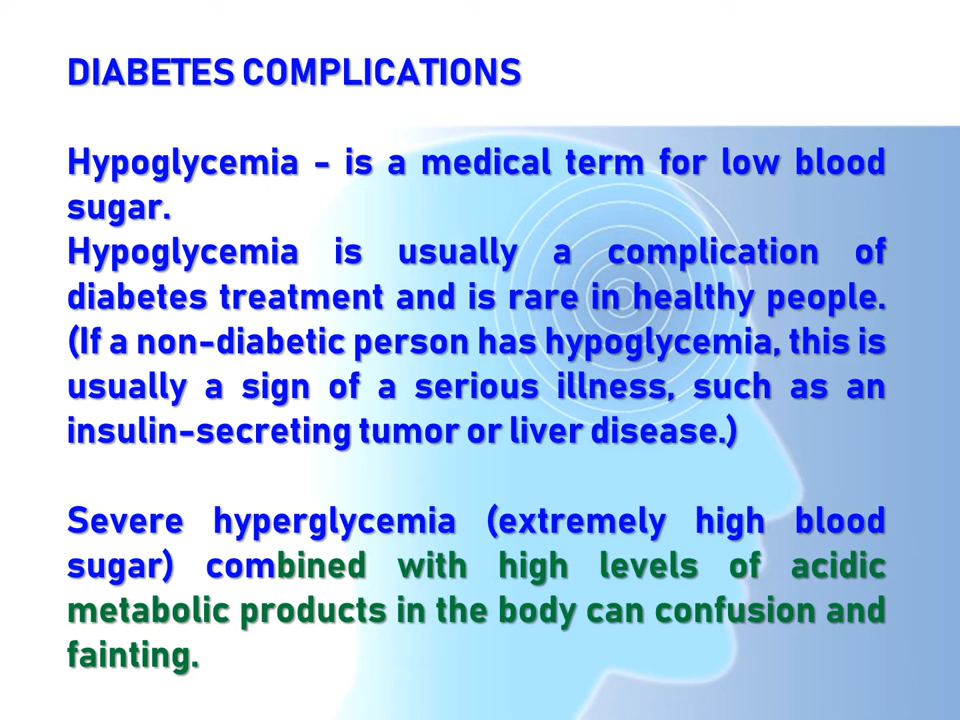 DIABETES COMPLICATIONS
Hypoglycemia - is a medical term for low blood
sugar.
Hypoglycemia is usually a complication of
diabetes treatment and is rare in healthy people.
(If a non-diabetic person has hypoglycemia, this is
usually a sign of a serious illness, such as an
insulin-secreting tumor or liver disease.)
Severe hyperglycemia (extremely high blood
sugar) combined with high levels of acidic
metabolic products in the body can confusion and
fainting.